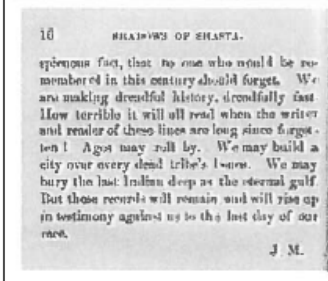 16 SHADOWS OF SHASTA.
spicuous fact, that no one who would be re-
membered in this century should forget. We
are making dreadful history, dreadfully fast.
How terrible it will all read when the writer
and reader of these lines are long since forgot-
ten! Ages may roll by. We may build a
city over every dead tribe's bones. We may
bury the last Indian deep as the eternal gulf.
But these records will remain, and will rise up
in testimony against us to the last day of our
race.
J. M.